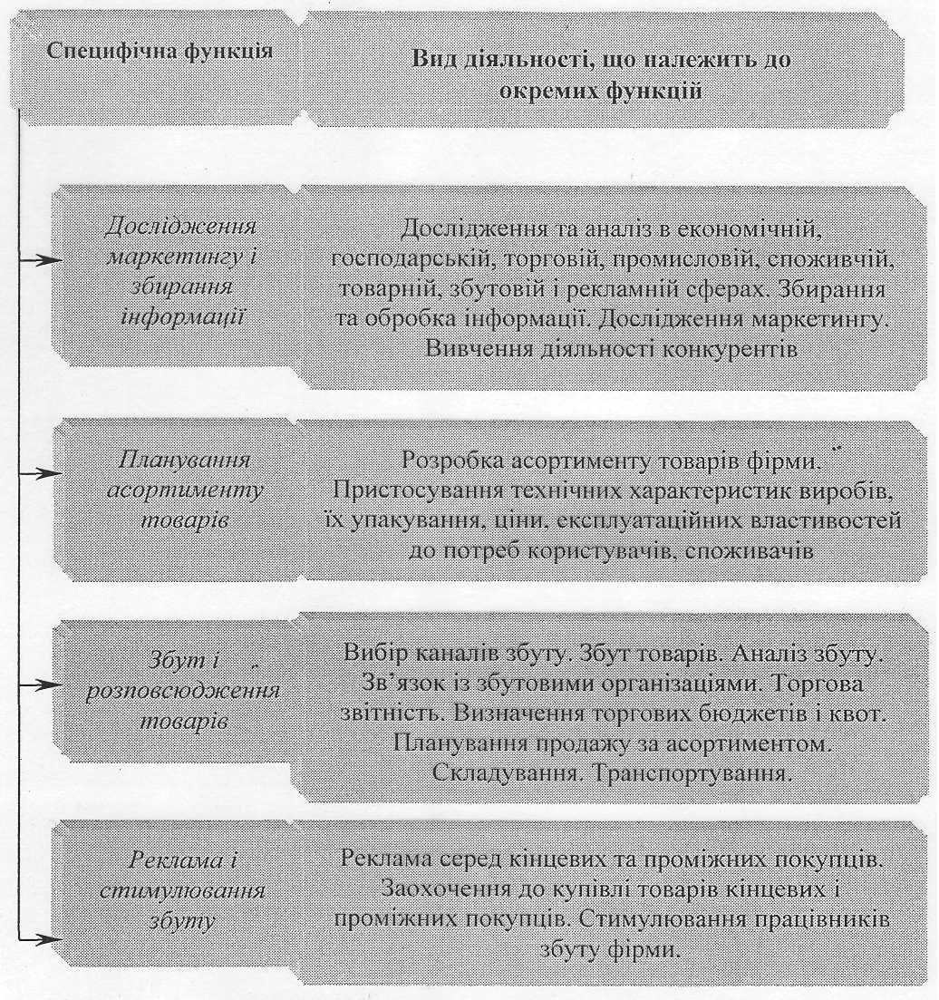 Специфічна функція
Вид діяльності, що належить до
окремих функцій
Дослідження
маркетингу і
збирання
інформації
Дослідження та аналіз в економічній,
господарській, торговій, промисловій, споживчій,
товарній, збутовій і рекламній сферах. Збирання
та обробка інформації. Дослідження маркетингу.
Вивчення діяльності конкурентів
Планування
асортименту
товарів
Розробка асортименту товарів фірми.
Пристосування технічних характеристик виробів,
їх упакування, ціни, експлуатаційних властивостей
до потреб користувачів, споживачів
Збут і
розповсюдження
товарів
Вибір каналів збуту. Збут товарів. Аналіз збуту.
Зв’язок із збутовими організаціями. Торгова
звітність. Визначення торгових бюджетів і квот.
Планування продажу за асортиментом.
Складування. Транспортування.
Реклама і
стимулювання
збуту
Реклама серед кінцевих та проміжних покупців.
Заохочення до купівлі товарів кінцевих і
проміжних покупців. Стимулювання працівників
збуту фірми.